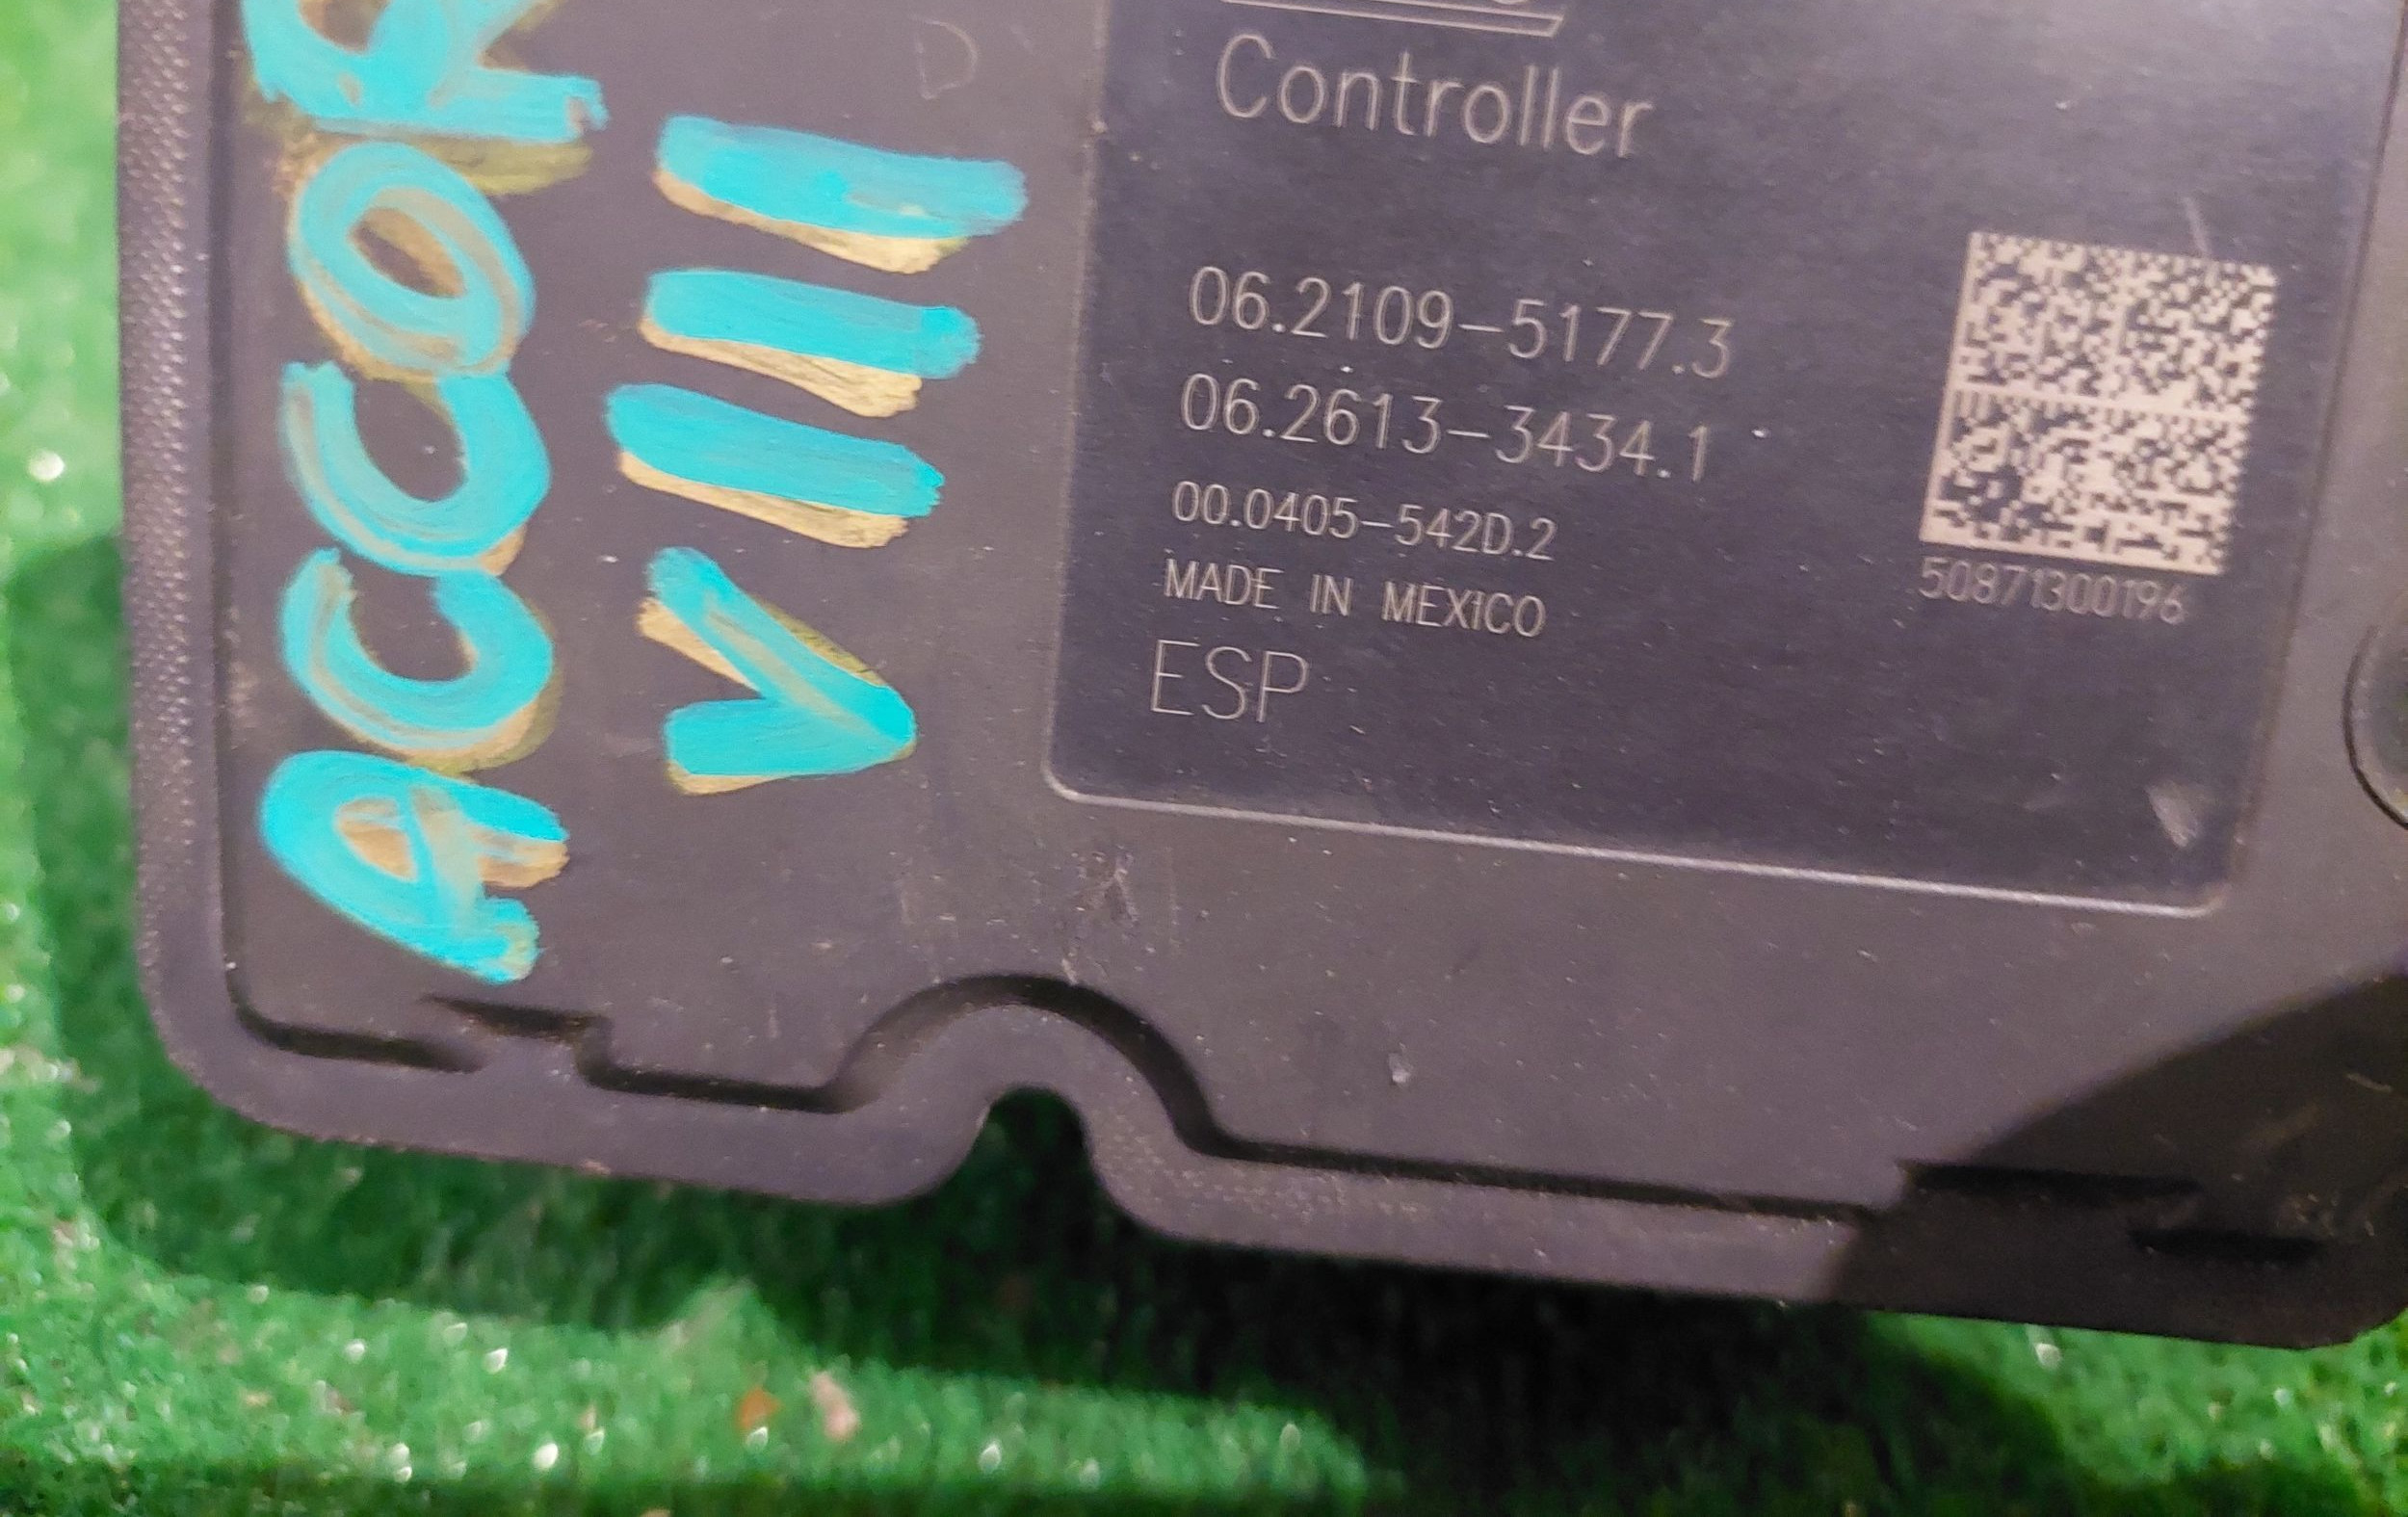 Controller
06.2109-5177.3
06.2613-3434.1
00.0405-542D.2
MADE IN MEXICO
ESP
50871300196
ACCOR
VIII